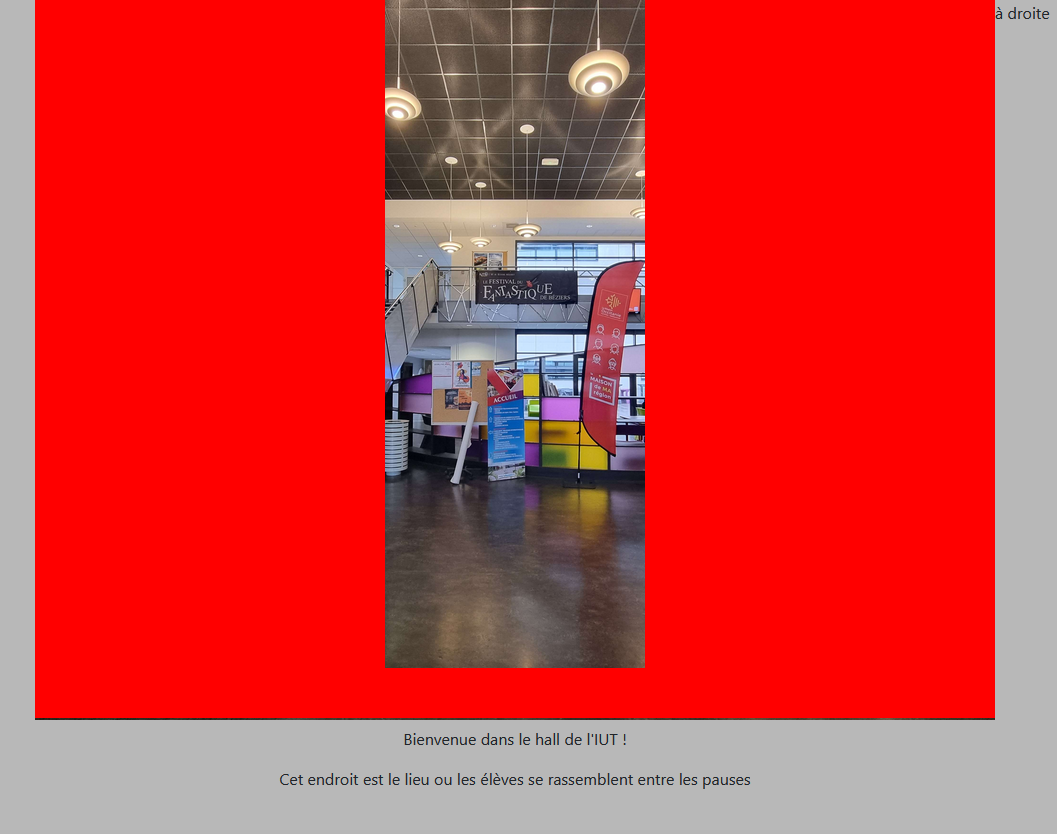 à droite
LE FESTIVAL DU
FANTASTIQUE
DE BÉZIERS
ACCUEIL
MAISON
de MA
région
Bienvenue dans le hall de l'IUT !
Cet endroit est le lieu ou les élèves se rassemblent entre les pauses